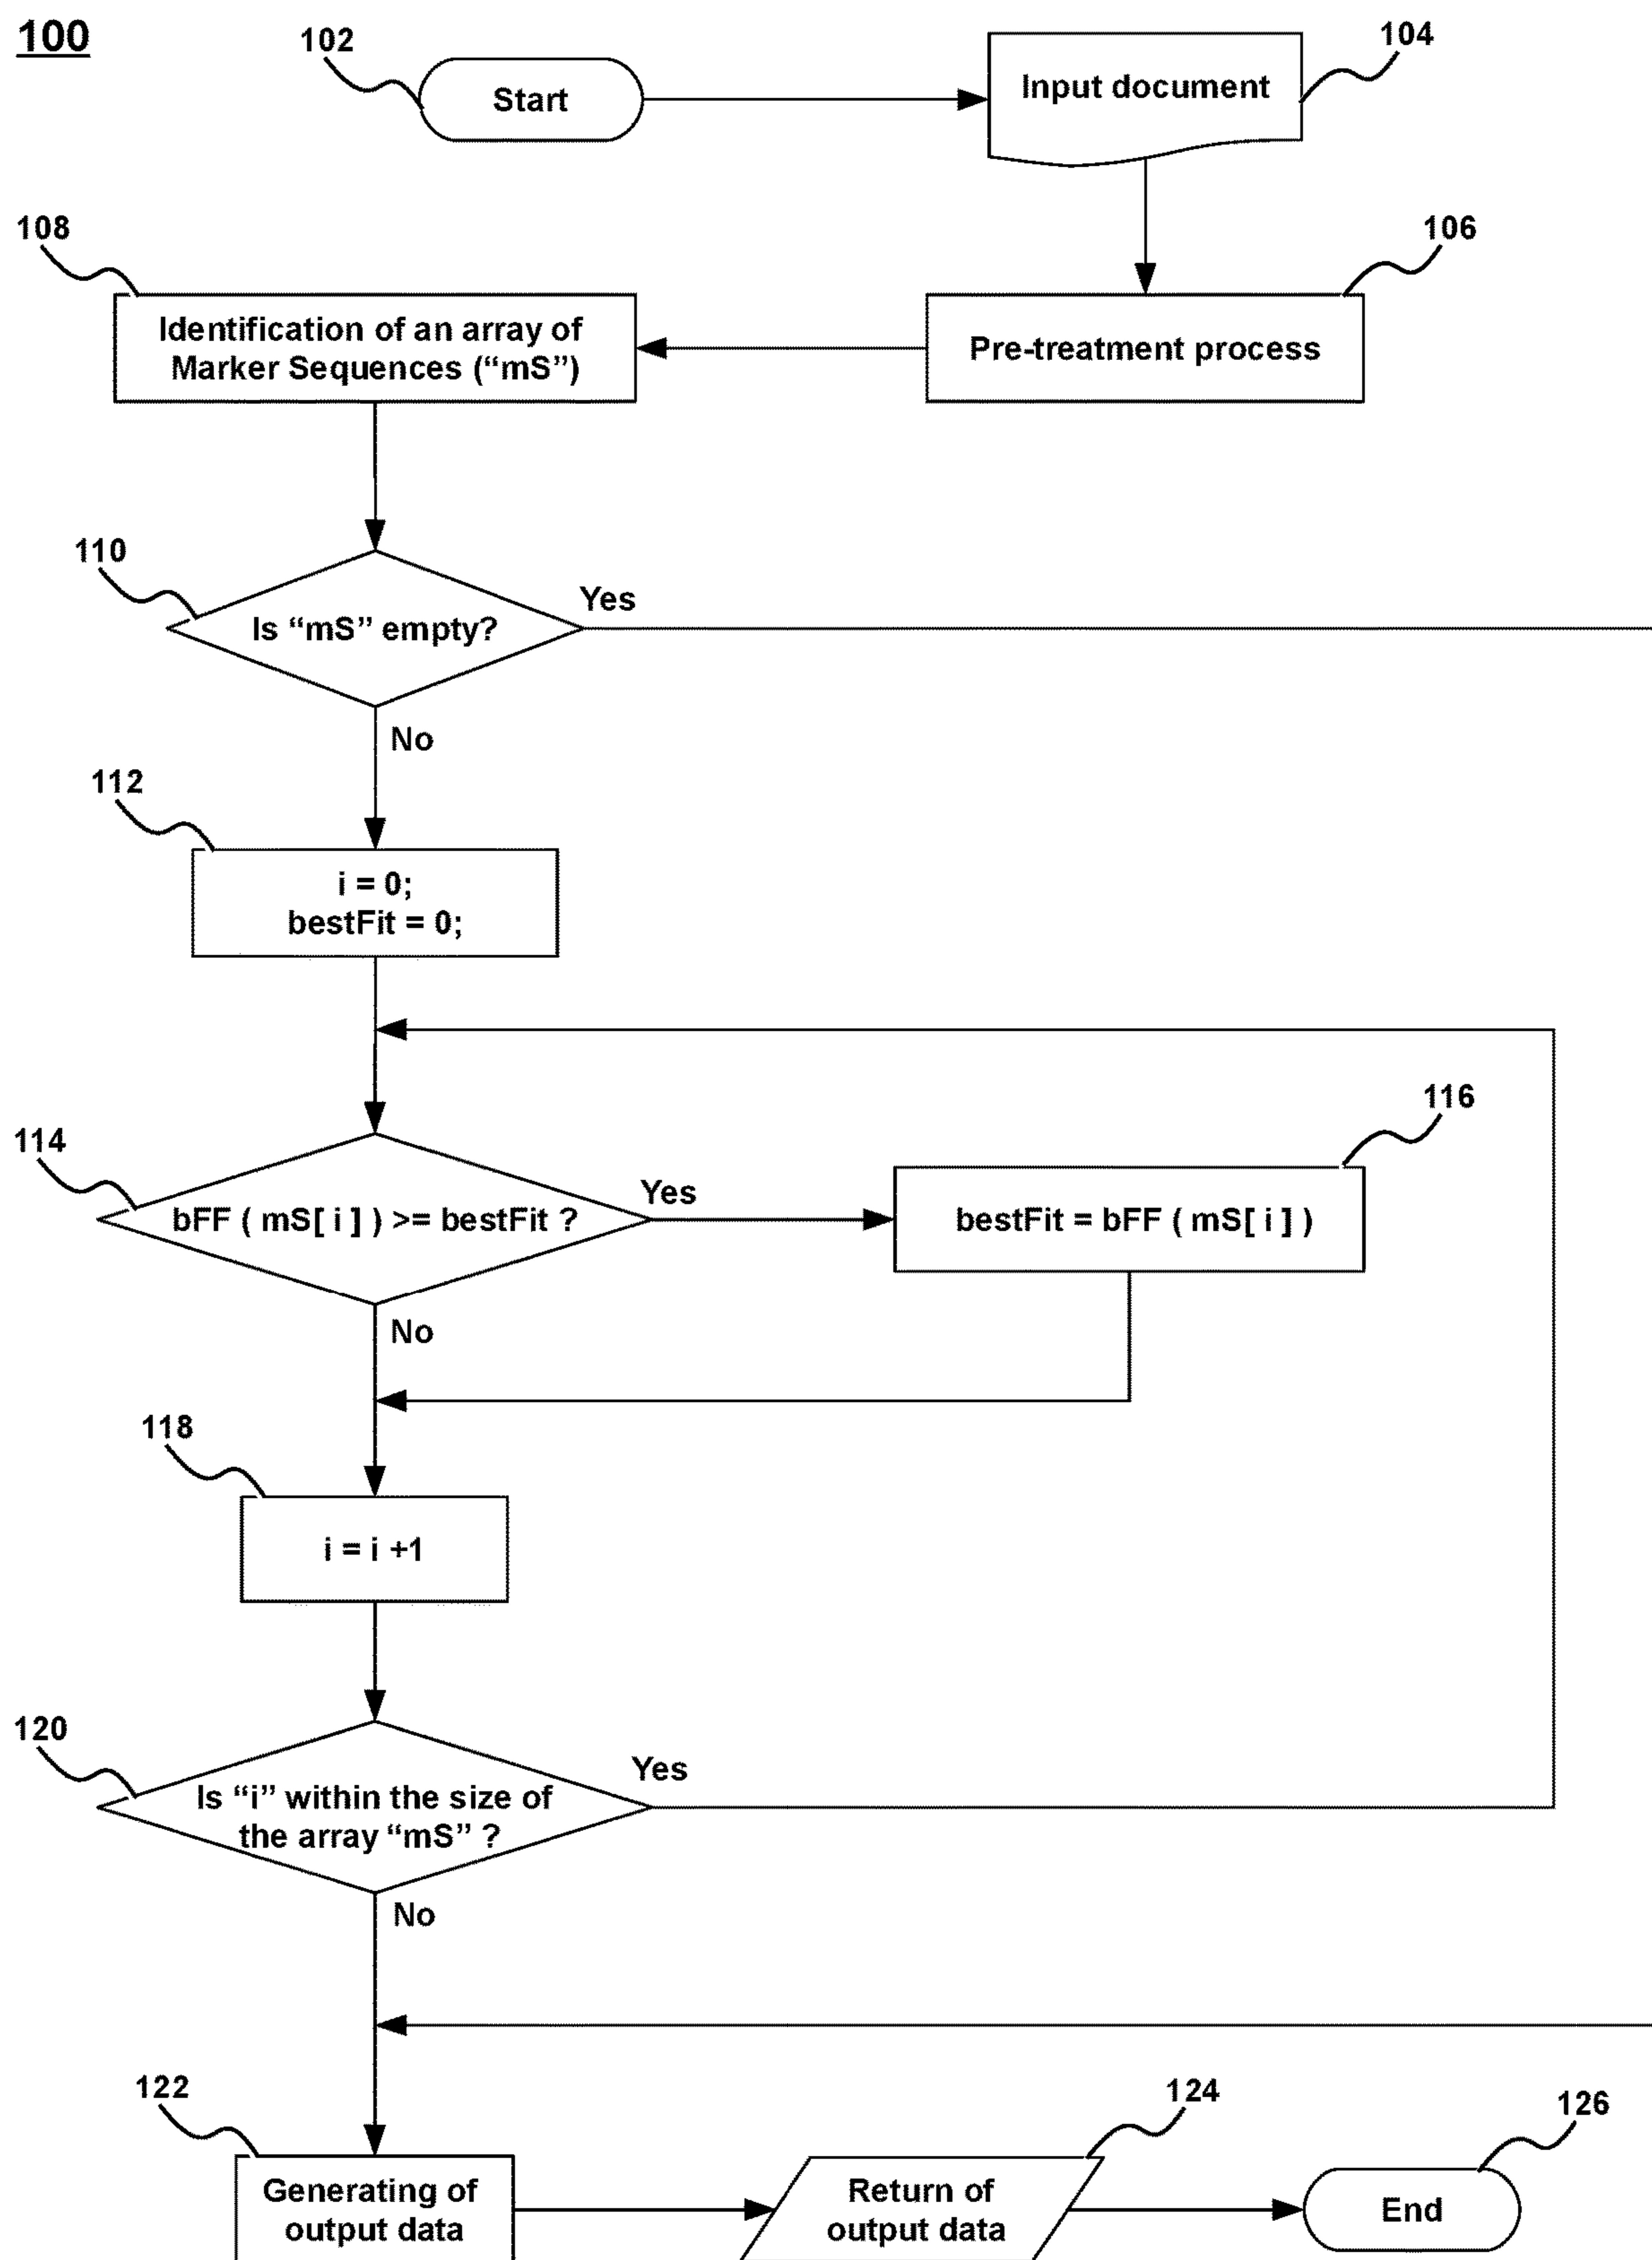 100
102
Start
104
Input document
108
Identification of an array of
Marker Sequences (“mS”)
106
Pre-treatment process
110
Is “mS” empty?
Yes
No
112
i = 0;
bestFit = 0;
114
bFF ( mS[ i ] ) >= bestFit ?
Yes
116
bestFit = bFF ( mS[ i ] )
No
118
i = i +1
120
Is “i” within the size of
the array “mS” ?
Yes
No
122
Generating of
output data
124
Return of
output data
126
End